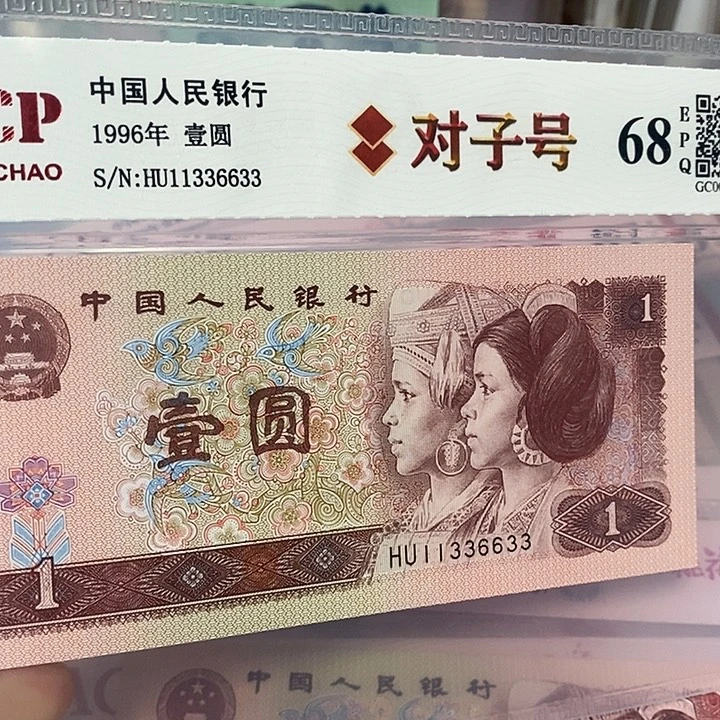 CP
CHAO
中国人民银行
1996年 壹圆
S/N:HU11336633
对子号
68
EPQ
中国人民银行
1
壹圆
1
HU11336633
1
中国人民银行